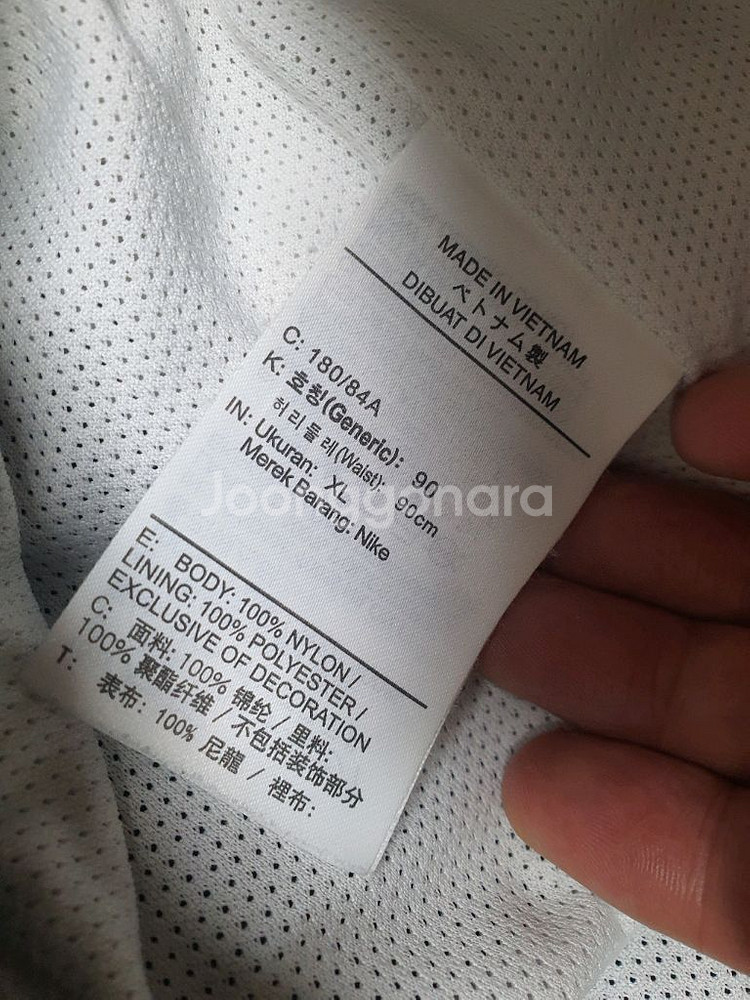 MADE IN VIETNAM
ベトナム製
DIBUAT DI VIETNAM
C: 180/84A
K: 호칭(Generic): 90
허리둘레(Waist): 90cm
IN: Ukuran: XL
Merek Barang: Nike
Joonggonara
E: BODY: 100% NYLON /
LINING: 100% POLYESTER /
EXCLUSIVE OF DECORATION
C: 面料: 100% 锦纶 / 里料:
100% 聚酯纤维 / 不包括装饰部分
T: 表布: 100% 尼龍 / 裡布: